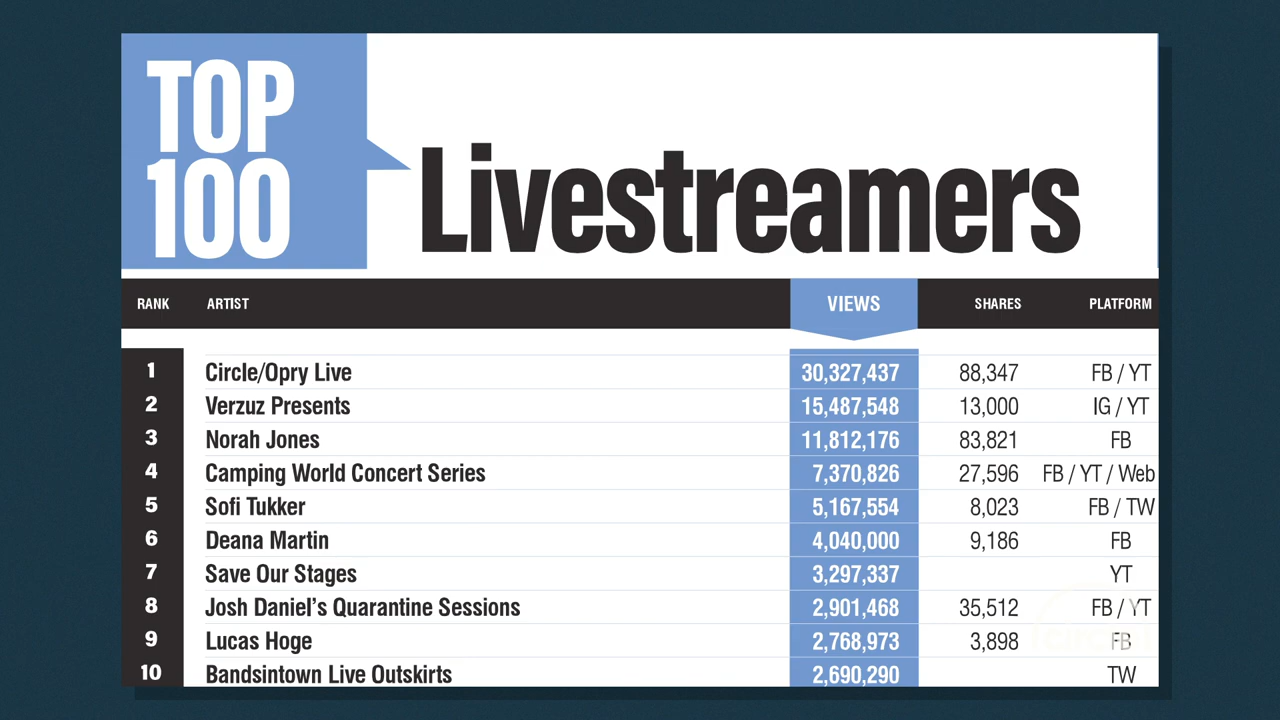 TOP
100
Livestreamers
RANK ARTIST VIEWS SHARES PLATFORM
1 Circle/Opry Live 30,327,437 88,347 FB / YT
2 Verzuz Presents 15,487,548 13,000 IG / YT
3 Norah Jones 11,812,176 83,821 FB
4 Camping World Concert Series 7,370,826 27,596 FB / YT / Web
5 Sofi Tukker 5,167,554 8,023 FB / TW
6 Deana Martin 4,040,000 9,186 FB
7 Save Our Stages 3,297,337 YT
8 Josh Daniel's Quarantine Sessions 2,901,468 35,512 FB / YT
9 Lucas Hoge 2,768,973 3,898 FB
10 Bandsintown Live Outskirts 2,690,290 TW